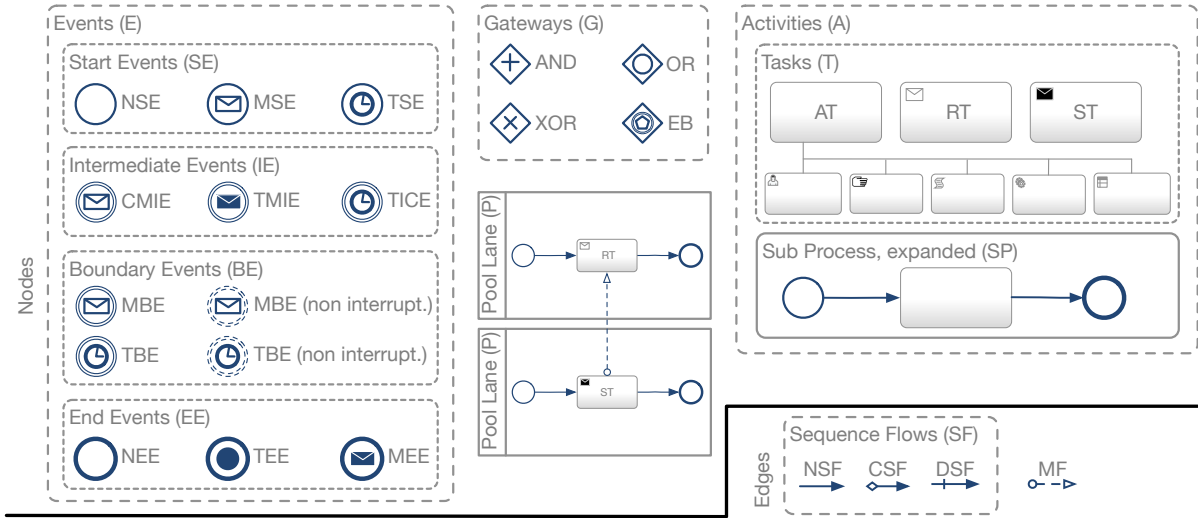 Events (E)
Start Events (SE)
NSE
MSE
TSE
Intermediate Events (IE)
CMIE
TMIE
TICE
Boundary Events (BE)
MBE
MBE (non interrupt.)
TBE
TBE (non interrupt.)
End Events (EE)
NEE
TEE
MEE
Nodes
Gateways (G)
AND
OR
XOR
EB
Pool Lane (P)
RT
Pool Lane (P)
ST
Activities (A)
Tasks (T)
AT
RT
ST
Sub Process, expanded (SP)
Edges
Sequence Flows (SF)
NSF
CSF
DSF
MF